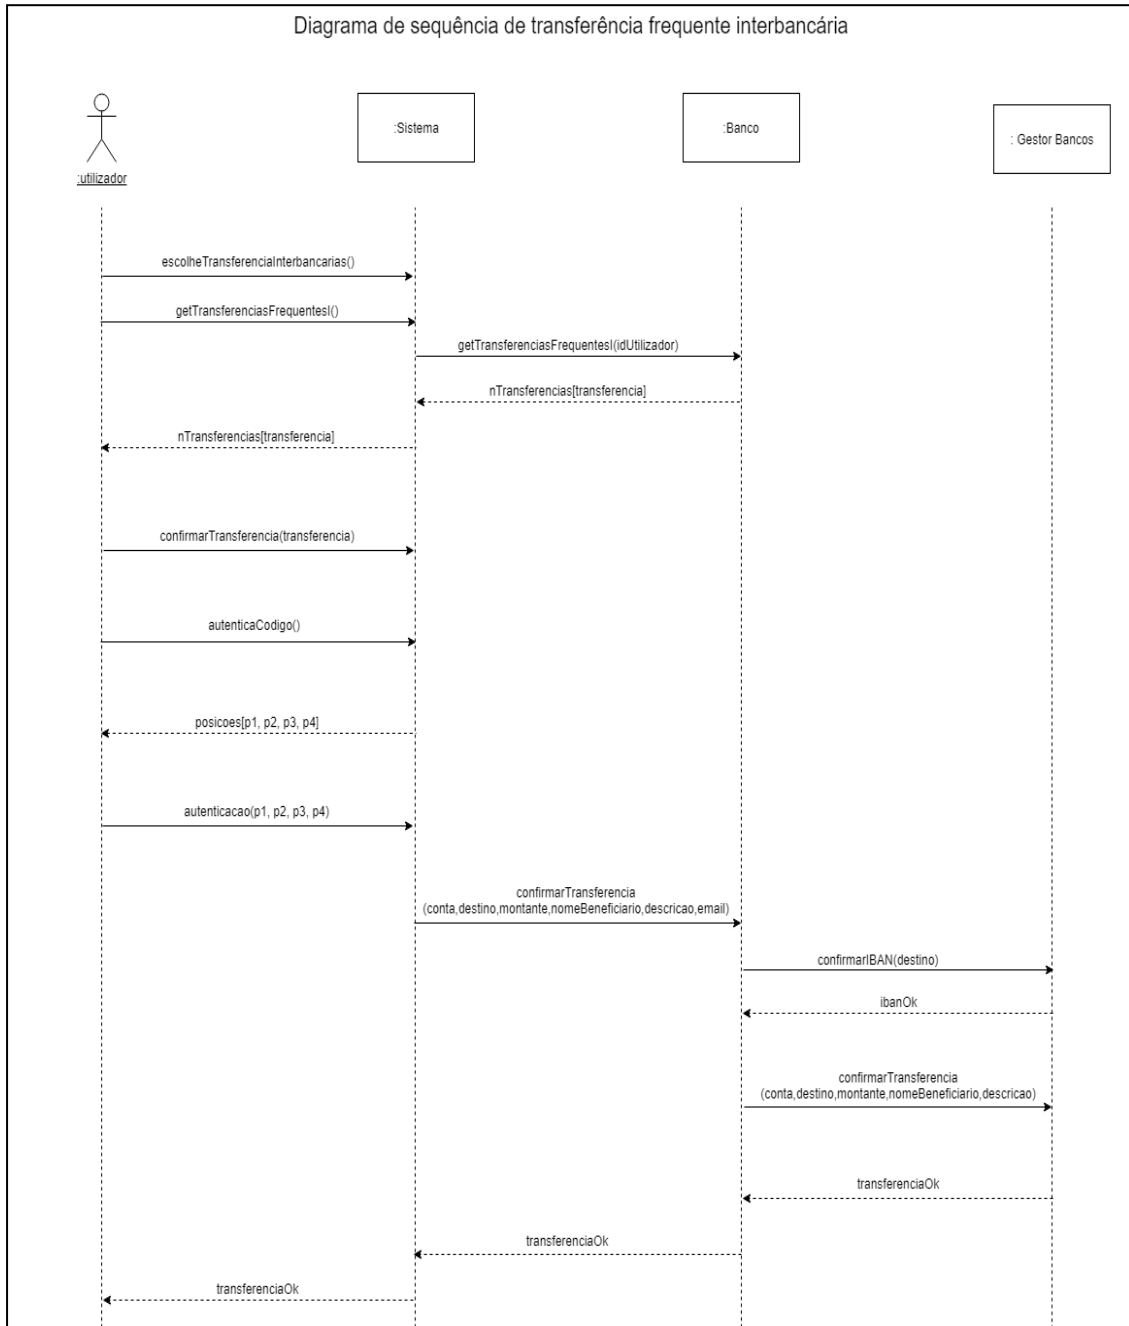 Diagrama de sequência de transferência frequente interbancária
:utilizador
:Sistema
:Banco
: Gestor Bancos
escolheTransferenciaInterbancarias()
getTransferenciasFrequentesI()
getTransferenciasFrequentesI(idUtilizador)
nTransferencias[transferencia]
nTransferencias[transferencia]
confirmarTransferencia(transferencia)
autenticaCodigo()
posicoes[p1, p2, p3, p4]
autenticacao(p1, p2, p3, p4)
confirmarTransferencia
(conta,destino,montante,nomeBeneficiario,descricao,email)
confirmarIBAN(destino)
ibanOk
confirmarTransferencia
(conta,destino,montante,nomeBeneficiario,descricao)
transferenciaOk
transferenciaOk
transferenciaOk